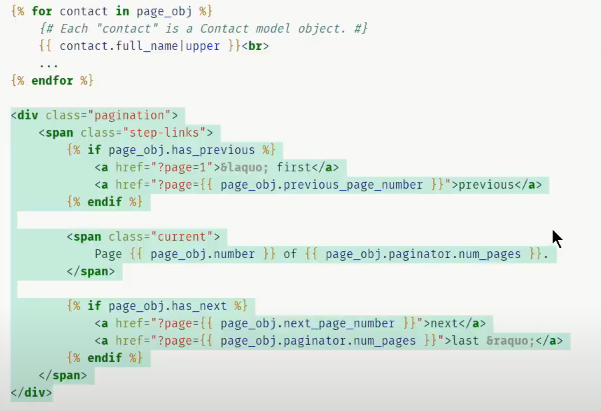 {% for contact in page_obj %}
{# Each "contact" is a Contact model object. #}
{{ contact.full_name|upper }}<br>
...
{% endfor %}
<div class="pagination">
<span class="step-links">
{% if page_obj.has_previous %}
<a href="?page=1">&laquo; first</a>
<a href="?page={{ page_obj.previous_page_number }}">previous</a>
{% endif %}
<span class="current">
Page {{ page_obj.number }} of {{ page_obj.paginator.num_pages }}.
</span>
{% if page_obj.has_next %}
<a href="?page={{ page_obj.next_page_number }}">next</a>
<a href="?page={{ page_obj.paginator.num_pages }}">last &raquo;</a>
{% endif %}
</span>
</div>